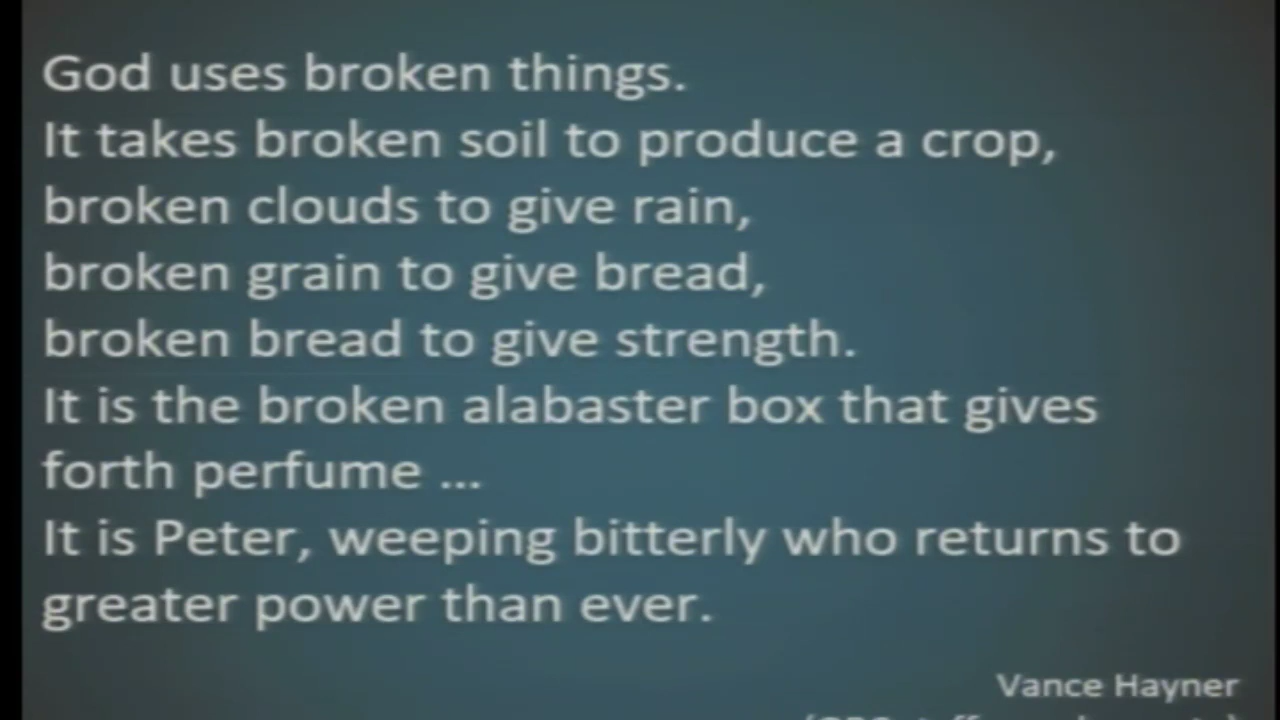 God uses broken things.
It takes broken soil to produce a crop,
broken clouds to give rain,
broken grain to give bread,
broken bread to give strength.
It is the broken alabaster box that gives
forth perfume ...
It is Peter, weeping bitterly who returns to
greater power than ever.
Vance Hayner